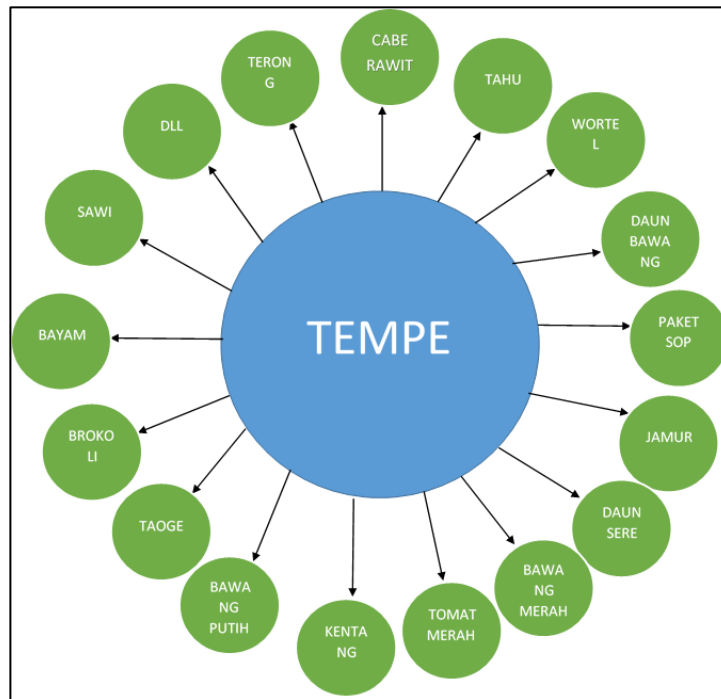 CABE
RAWIT
TAHU
WORTE
L
DAUN
BAWA
NG
PAKET
SOP
JAMUR
DAUN
SERE
BAWA
NG
MERAH
TOMAT
MERAH
KENTA
NG
BAWA
NG
PUTIH
TAOGE
BROKO
LI
BAYAM
SAWI
DLL
TERON
G
TEMPE